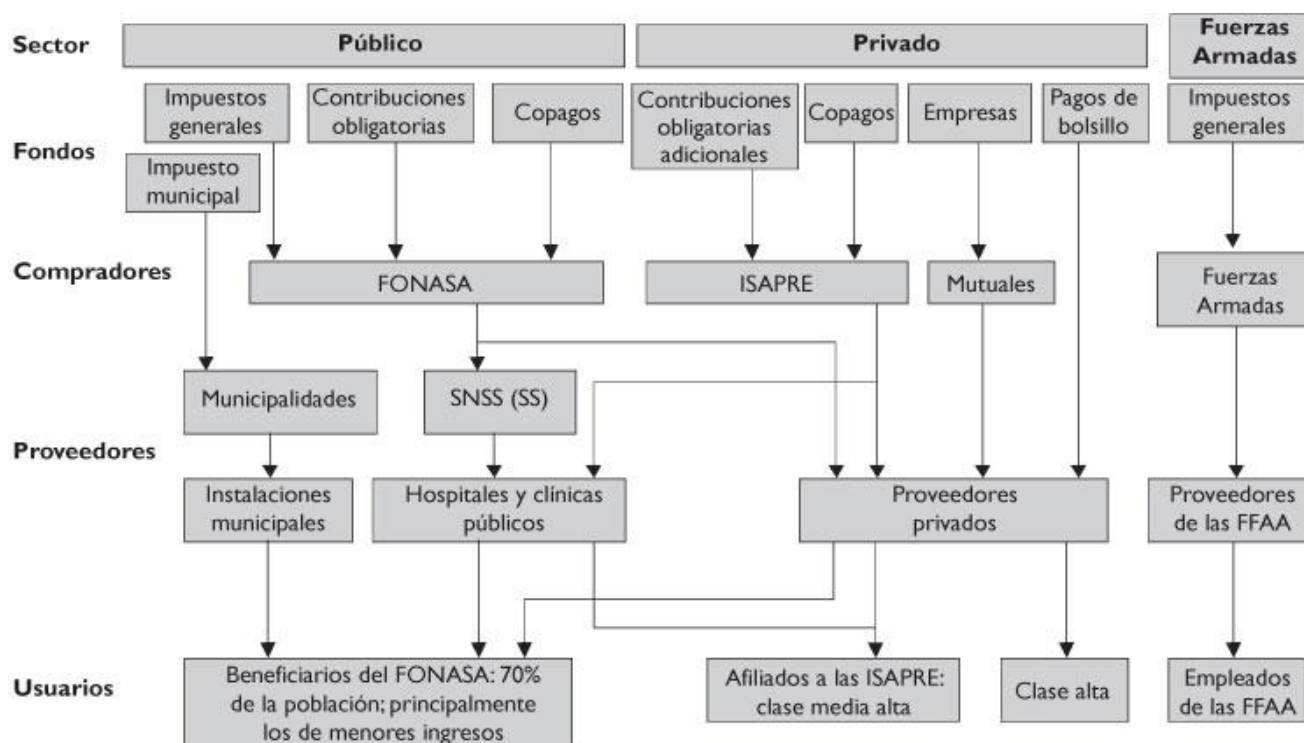 Sector
Público
Privado
Fuerzas
Armadas
Fondos
Impuestos
generales
Contribuciones
obligatorias
Copagos
Contribuciones
obligatorias
adicionales
Copagos
Empresas
Pagos de
bolsillo
Impuestos
generales
Impuesto
municipal
Compradores
FONASA
ISAPRE
Mutuales
Fuerzas
Armadas
Proveedores
Municipalidades
SNSS (SS)
Instalaciones
municipales
Hospitales y clínicas
públicos
Proveedores
privados
Proveedores
de las FFAA
Usuarios
Beneficiarios del FONASA: 70%
de la población; principalmente
los de menores ingresos
Afiliados a las ISAPRE:
clase media alta
Clase alta
Empleados
de las FFAA